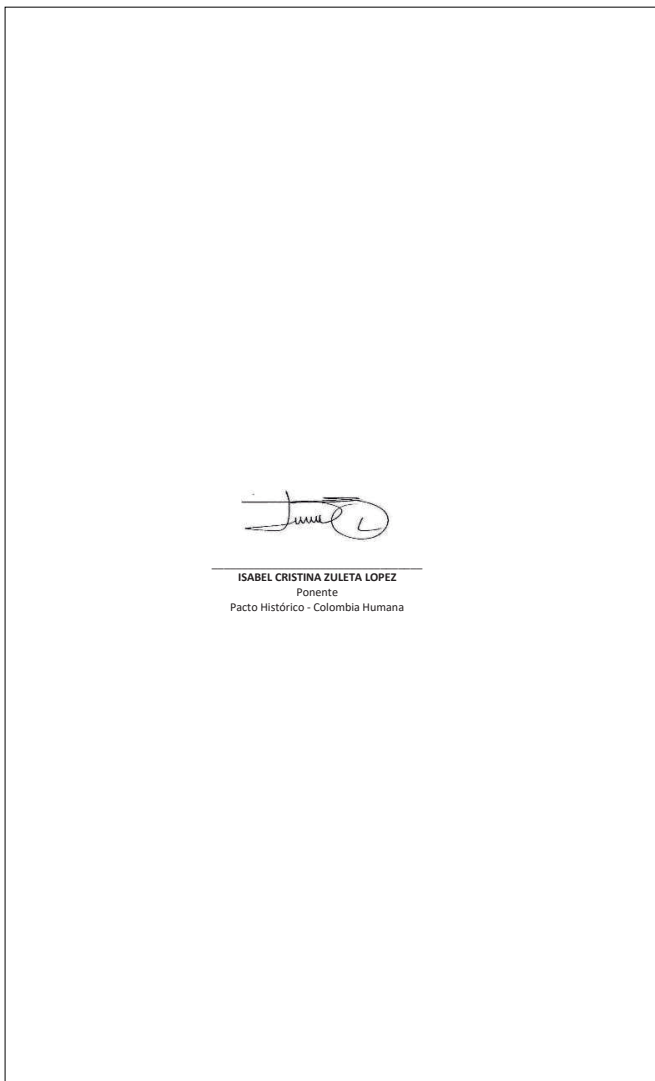 ISABEL CRISTINA ZULETA LOPEZ
Ponente
Pacto Histórico - Colombia Humana